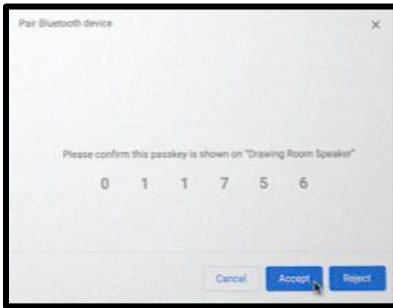 Pair Bluetooth device
Please confirm this passkey is shown on "Drawing Room Speaker"
0 1 1 7 5 6
Cancel Accept Reject